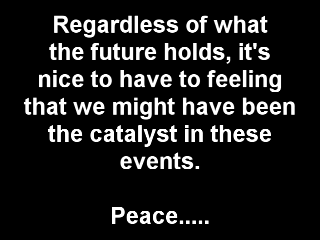 Regardless of what
the future holds, it's
nice to have to feeling
that we might have been
the catalyst in these
events.

Peace.....